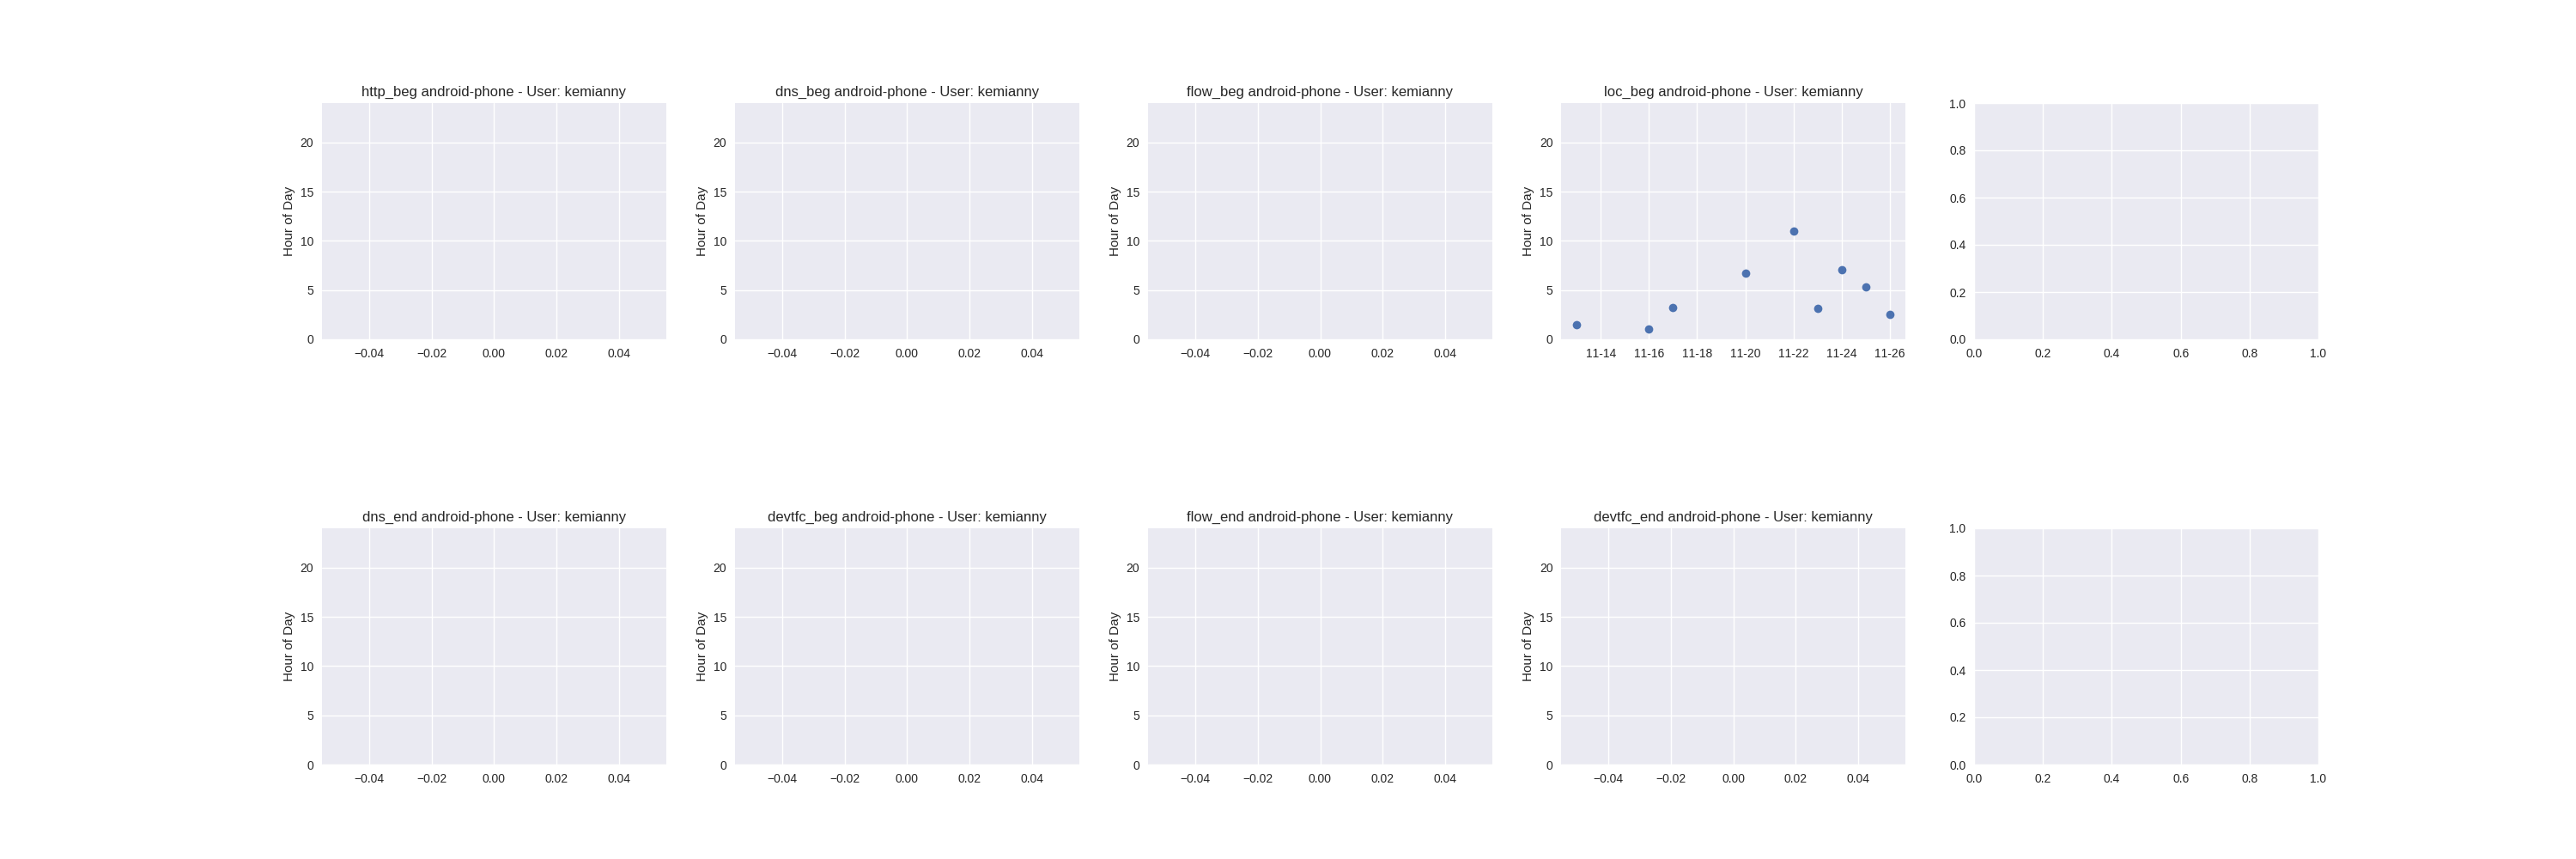 http_beg android-phone - User: kemianny
Hour of Day
20
15
10
5
0
−0.04 −0.02 0.00 0.02 0.04
dns_beg android-phone - User: kemianny
Hour of Day
20
15
10
5
0
−0.04 −0.02 0.00 0.02 0.04
flow_beg android-phone - User: kemianny
Hour of Day
20
15
10
5
0
−0.04 −0.02 0.00 0.02 0.04
loc_beg android-phone - User: kemianny
Hour of Day
20
15
10
5
0
11-14 11-16 11-18 11-20 11-22 11-24 11-26
1.0
0.8
0.6
0.4
0.2
0.0
0.0 0.2 0.4 0.6 0.8 1.0
dns_end android-phone - User: kemianny
Hour of Day
20
15
10
5
0
−0.04 −0.02 0.00 0.02 0.04
devtfc_beg android-phone - User: kemianny
Hour of Day
20
15
10
5
0
−0.04 −0.02 0.00 0.02 0.04
flow_end android-phone - User: kemianny
Hour of Day
20
15
10
5
0
−0.04 −0.02 0.00 0.02 0.04
devtfc_end android-phone - User: kemianny
Hour of Day
20
15
10
5
0
−0.04 −0.02 0.00 0.02 0.04
1.0
0.8
0.6
0.4
0.2
0.0
0.0 0.2 0.4 0.6 0.8 1.0